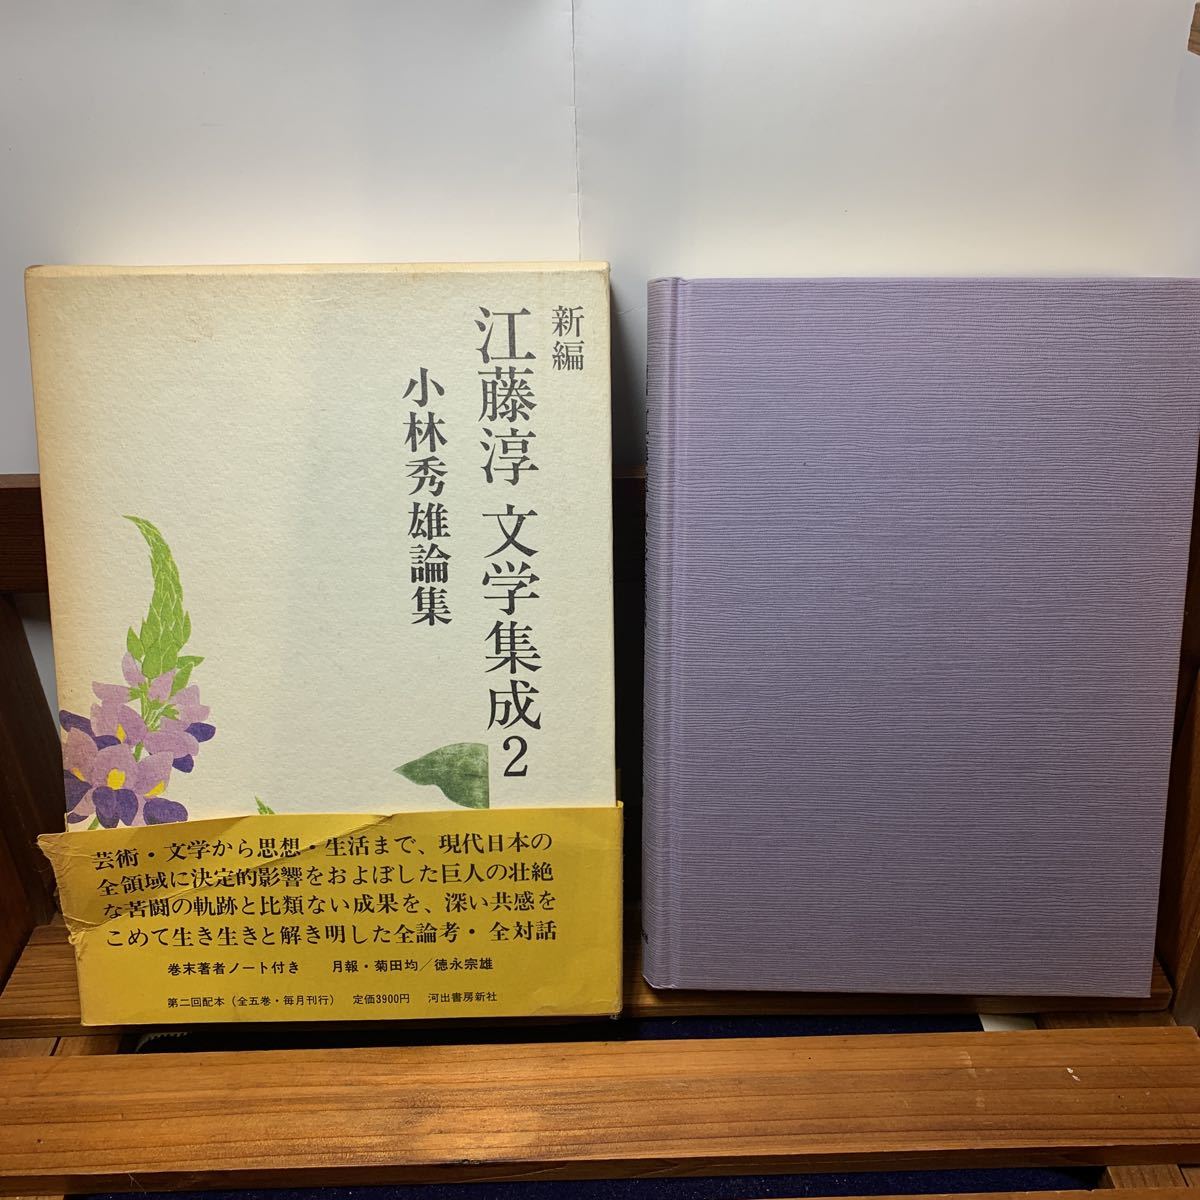 新編
江藤淳 文学集成2
小林秀雄論集
芸術・文学から思想・生活まで、現代日本の
全領域に決定的影響をおよぼした巨人の壮絶
な苦闘の軌跡と比類ない成果を、深い共感を
こめて生き生きと解き明した全論考・全対話
巻末著者ノート付き 月報・菊田均/徳永宗雄
第二回配本(全五巻・毎月刊行) 定価3900円 河出書房新社